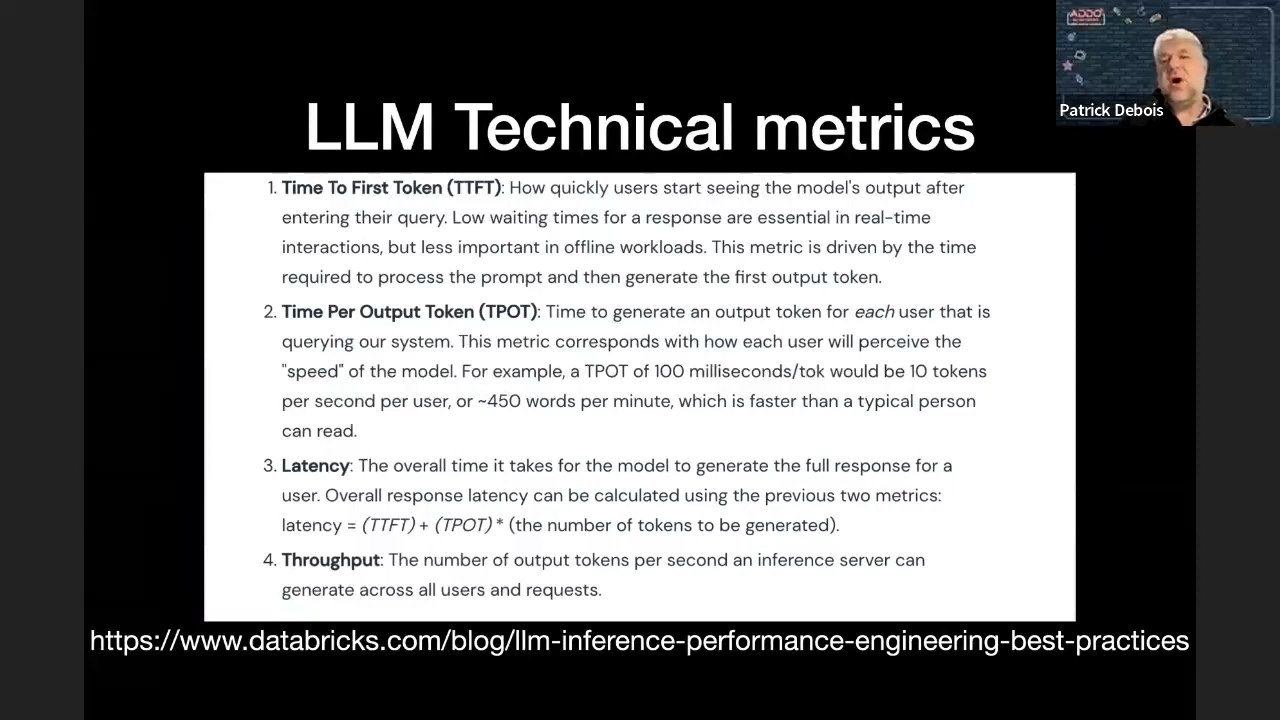 ADDO
Patrick Debois
LLM Technical metrics
1. Time To First Token (TTFT): How quickly users start seeing the model's output after
entering their query. Low waiting times for a response are essential in real-time
interactions, but less important in offline workloads. This metric is driven by the time
required to process the prompt and then generate the first output token.
2. Time Per Output Token (TPOT): Time to generate an output token for each user that is
querying our system. This metric corresponds with how each user will perceive the
"speed" of the model. For example, a TPOT of 100 milliseconds/tok would be 10 tokens
per second per user, or ~450 words per minute, which is faster than a typical person
can read.
3. Latency: The overall time it takes for the model to generate the full response for a
user. Overall response latency can be calculated using the previous two metrics:
latency = (TTFT) + (TPOT) * (the number of tokens to be generated).
4. Throughput: The number of output tokens per second an inference server can
generate across all users and requests.
https://www.databricks.com/blog/llm-inference-performance-engineering-best-practices